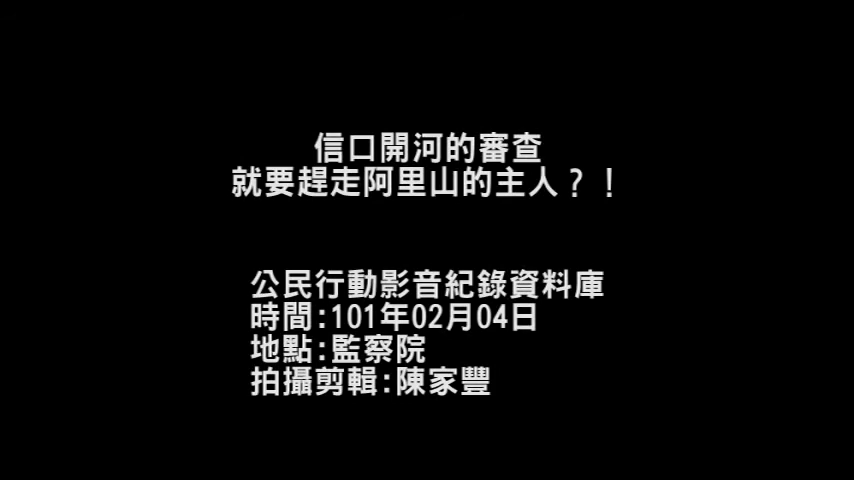 信口開河的審查
就要趕走阿里山的主人？！
公民行動影音紀錄資料庫
時間:101年02月04日
地點:監察院
拍攝剪輯:陳家豐